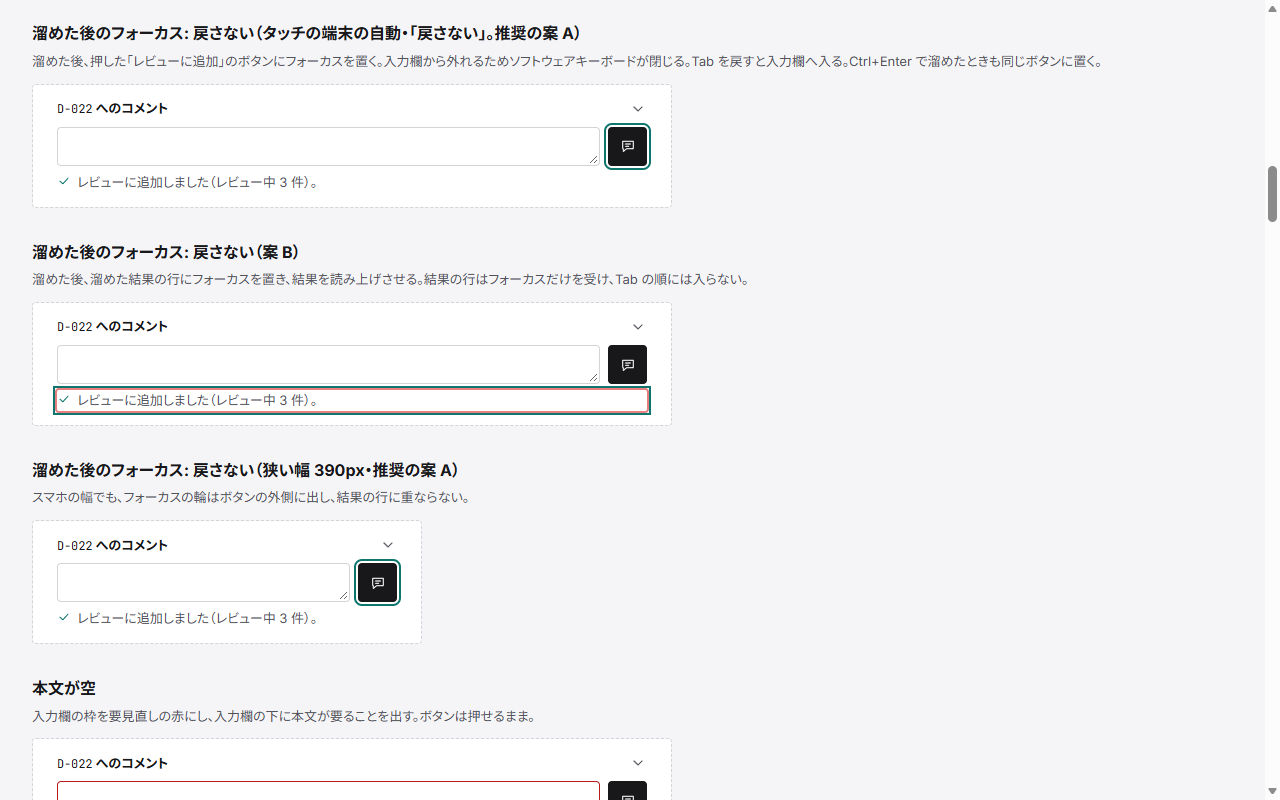 溜めた後のフォーカス: 戻さない（タッチの端末の自動・「戻さない」。推奨の案 A）
溜めた後、押した「レビューに追加」のボタンにフォーカスを置く。入力欄から外れるためソフトウェアキーボードが閉じる。Tab を戻すと入力欄へ入る。Ctrl+Enter で溜めたときも同じボタンに置く。
D-022 へのコメント
レビューに追加しました（レビュー中 3 件）。
溜めた後のフォーカス: 戻さない（案 B）
溜めた後、溜めた結果の行にフォーカスを置き、結果を読み上げさせる。結果の行はフォーカスだけを受け、Tab の順には入らない。
D-022 へのコメント
レビューに追加しました（レビュー中 3 件）。
溜めた後のフォーカス: 戻さない（狭い幅 390px・推奨の案 A）
スマホの幅でも、フォーカスの輪はボタンの外側に出し、結果の行に重ならない。
D-022 へのコメント
レビューに追加しました（レビュー中 3 件）。
本文が空
入力欄の枠を要見直しの赤にし、入力欄の下に本文が要ることを出す。ボタンは押せるまま。
D-022 へのコメント